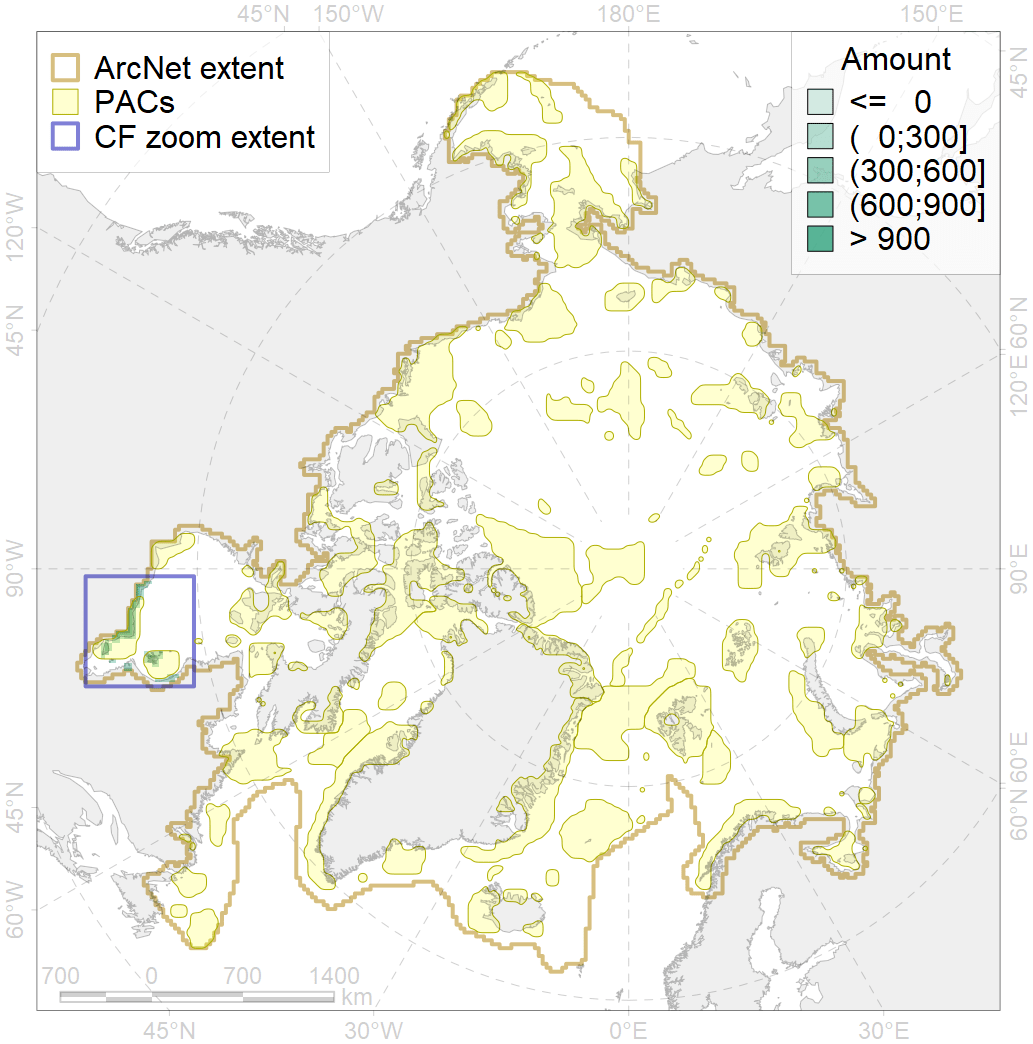 45°N 150°W 180°E 150°E
ArcNet extent
PACs
CF zoom extent
Amount
<= 0
( 0;300]
(300;600]
(600;900]
> 900
45°N
120°W
45°N
90°W
45°N
60°W
60°N
120°E
90°E
60°E
60°N
700 0 700 1400
km
45°N 30°W 0°E 30°E